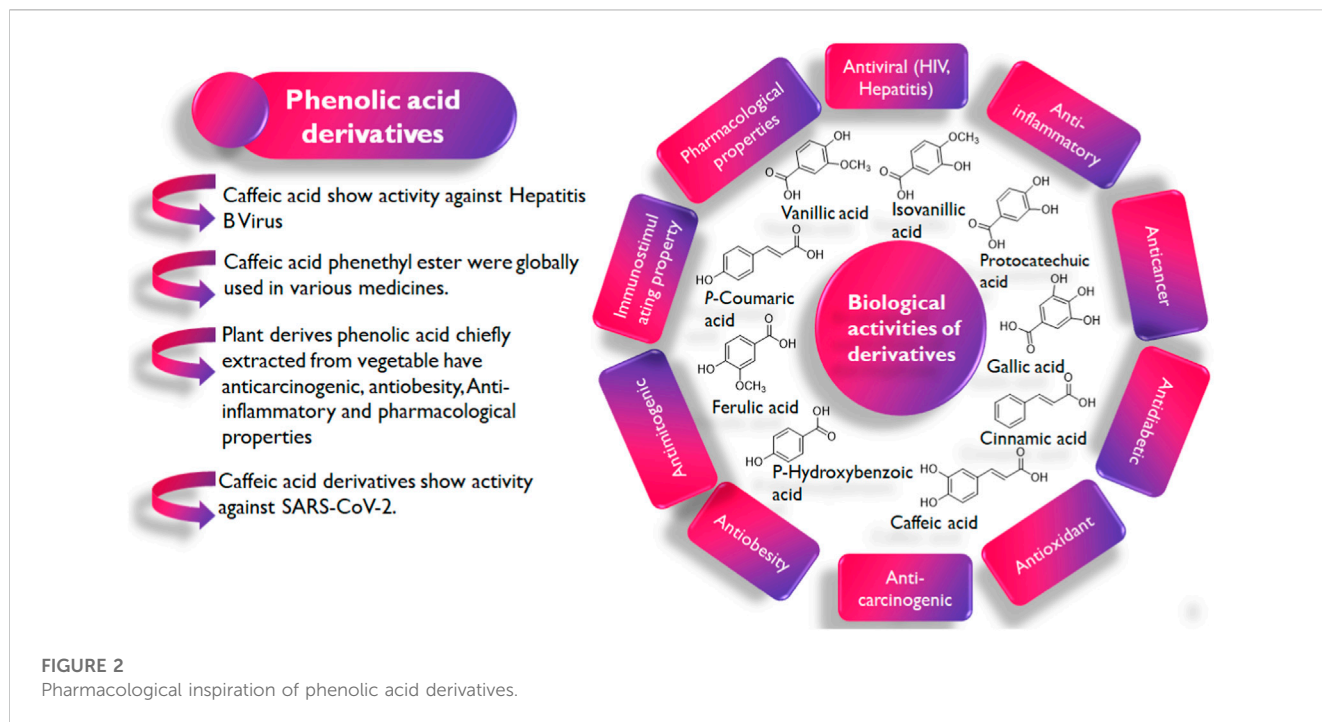 Phenolic acid
derivatives
Caffeic acid show activity against Hepatitis
B Virus
Caffeic acid phenethyl ester were globally
used in various medicines.
Plant derives phenolic acid chiefly
extracted from vegetable have
anticarcinogenic, antiobesity, Anti-
inflammatory and pharmacological
properties
Caffeic acid derivatives show activity
against SARS-CoV-2.
Antiviral (HIV,
Hepatitis)
Anti-
inflammatory
Anticancer
Antidiabetic
Antioxidant
Anti-
carcinogenic
Antiobesity
Antimitogenic
Immunostimul
ating property
Pharmacological
properties
Biological
activities of
derivatives
OH
OCH₃
O
OH
Vanillic acid
OCH₃
OH
O
OH
Isovanillic
acid
OH
OH
O
OH
Protocatechuic
acid
OH
OH
HO
OH
O
Gallic acid
O
OH
Cinnamic acid
O
HO
OH
HO
Caffeic acid
OH
O
HO
P-Hydroxybenzoic
acid
O
OH
HO
OCH₃
Ferulic acid
O
OH
HO
P-Coumaric
acid
FIGURE 2
Pharmacological inspiration of phenolic acid derivatives.